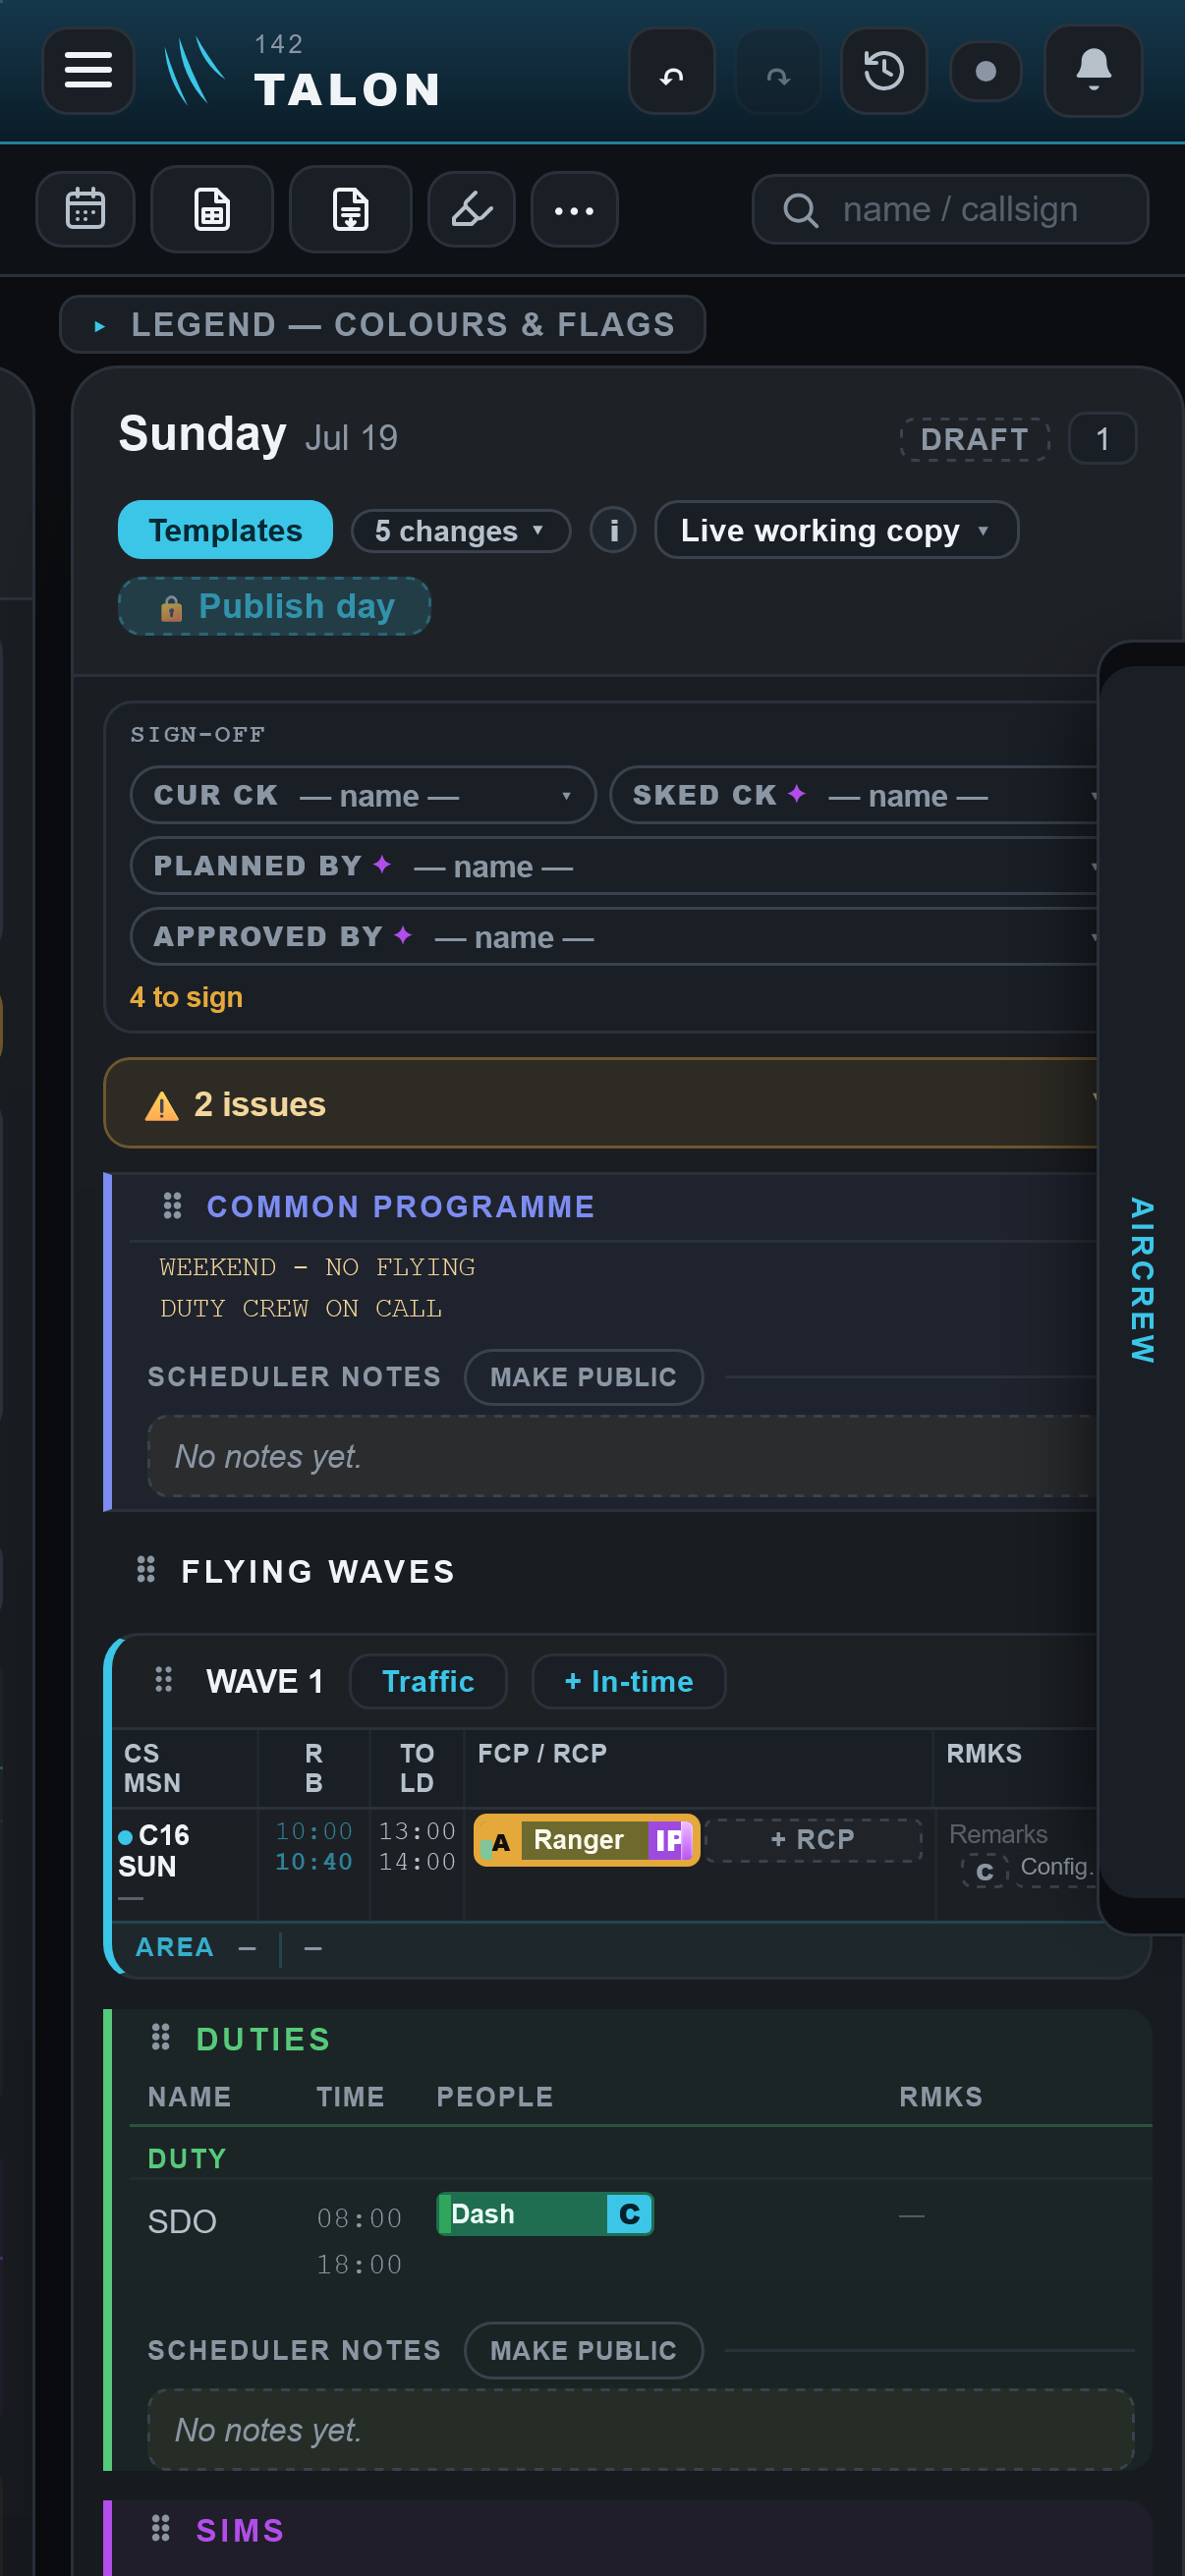 142
TALON
name / callsign
▸ LEGEND — COLOURS & FLAGS
Sunday Jul 19 DRAFT 1
Templates 5 changes ▾ i Live working copy ▾
🔒 Publish day
SIGN-OFF
CUR CK — name — ▾ SKED CK ✦ — name —
PLANNED BY ✦ — name —
APPROVED BY ✦ — name —
4 to sign
⚠ 2 issues
COMMON PROGRAMME
WEEKEND - NO FLYING
DUTY CREW ON CALL
SCHEDULER NOTES MAKE PUBLIC
No notes yet.
AIRCREW
FLYING WAVES
WAVE 1 Traffic + In-time
CS R TO FCP / RCP RMKS
MSN B LD
C16 10:00 13:00 A Ranger IP + RCP Remarks
SUN 10:40 14:00 C Config.
—
AREA – | –
DUTIES
NAME TIME PEOPLE RMKS
DUTY
SDO 08:00 Dash C —
18:00
SCHEDULER NOTES MAKE PUBLIC
No notes yet.
SIMS